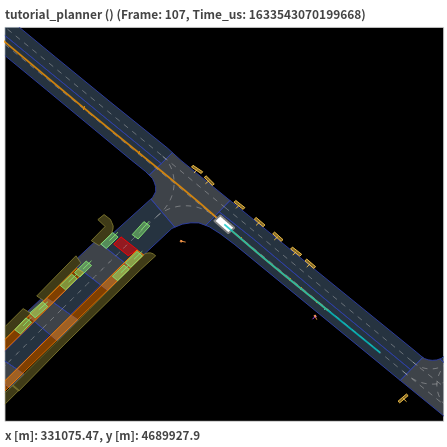 tutorial_planner () (Frame: 107, Time_us: 1633543070199668)
x [m]: 331075.47, y [m]: 4689927.9